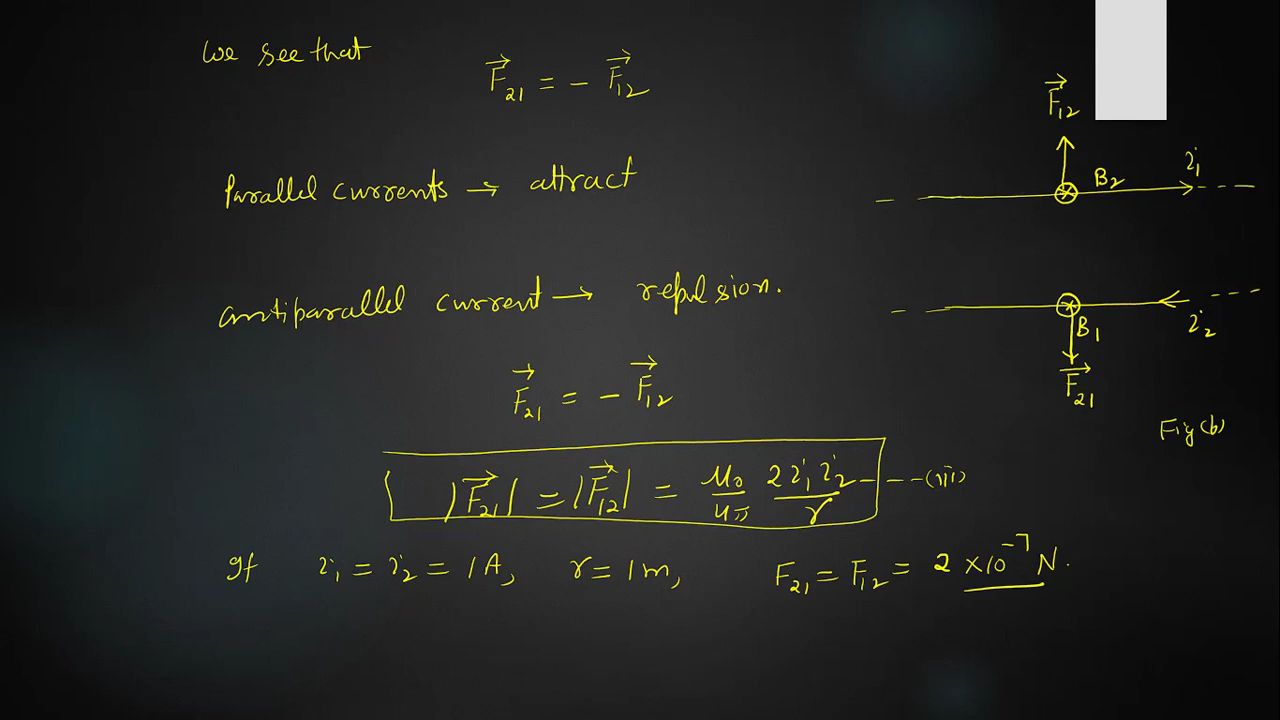 We see that
F⃗₂₁ = - F⃗₁₂
Parallel currents → attract
antiparallel current → repulsion.
F⃗₂₁ = - F⃗₁₂
|F⃗₂₁| = |F⃗₁₂| = μ₀/4π 2i₁i₂/r - - -(iii)
If i₁ = i₂ = 1A, r = 1m, F₂₁ = F₁₂ = 2 ×10⁻⁷ N.
F⃗₁₂
B₂
i₁
i₂
B₁
F⃗₂₁
Fig (b)